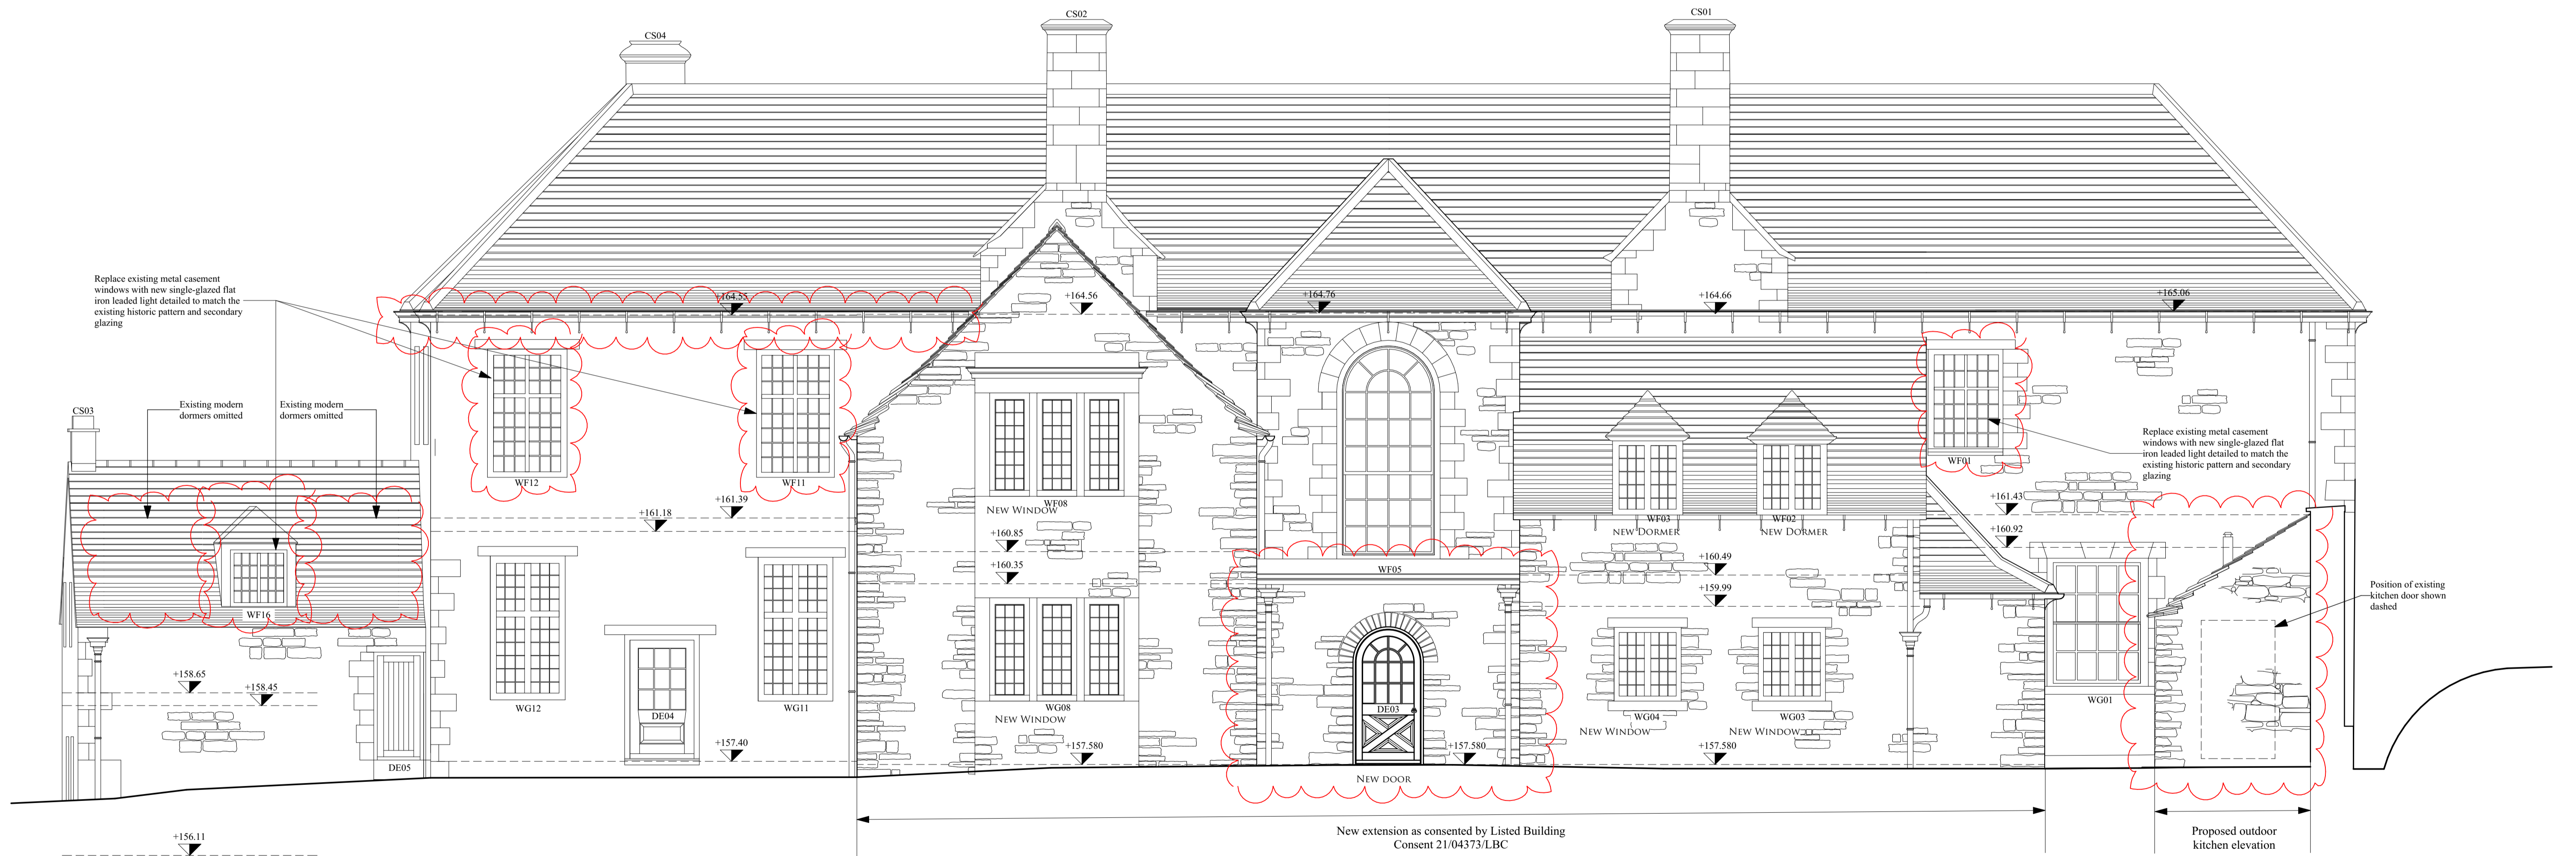 CS02
CS01
CS04
Replace existing metal casement
windows with new single-glazed flat
iron leaded light detailed to match the
existing historic pattern and secondary
glazing
+164.55
+164.56
+164.76
+164.66
+165.06
CS03
Existing modern
dormers omitted
Existing modern
dormers omitted
Replace existing metal casement
windows with new single-glazed flat
iron leaded light detailed to match the
existing historic pattern and secondary
glazing
WF01
WF12
WF11
WF08
New Window
+161.39
+161.18
+161.43
WF03
New Dormer
WF02
New Dormer
+160.92
+160.85
+160.35
WF05
+160.49
+159.99
WF16
Position of existing
kitchen door shown
dashed
+158.65
+158.45
WG12
WG11
DE04
WG08
New Window
DE03
WG04
New Window
WG03
New Window
WG01
+157.40
+157.580
+157.580
+157.580
DE05
New door
New extension as consented by Listed Building
Consent 21/04373/LBC
Proposed outdoor
kitchen elevation
+156.11